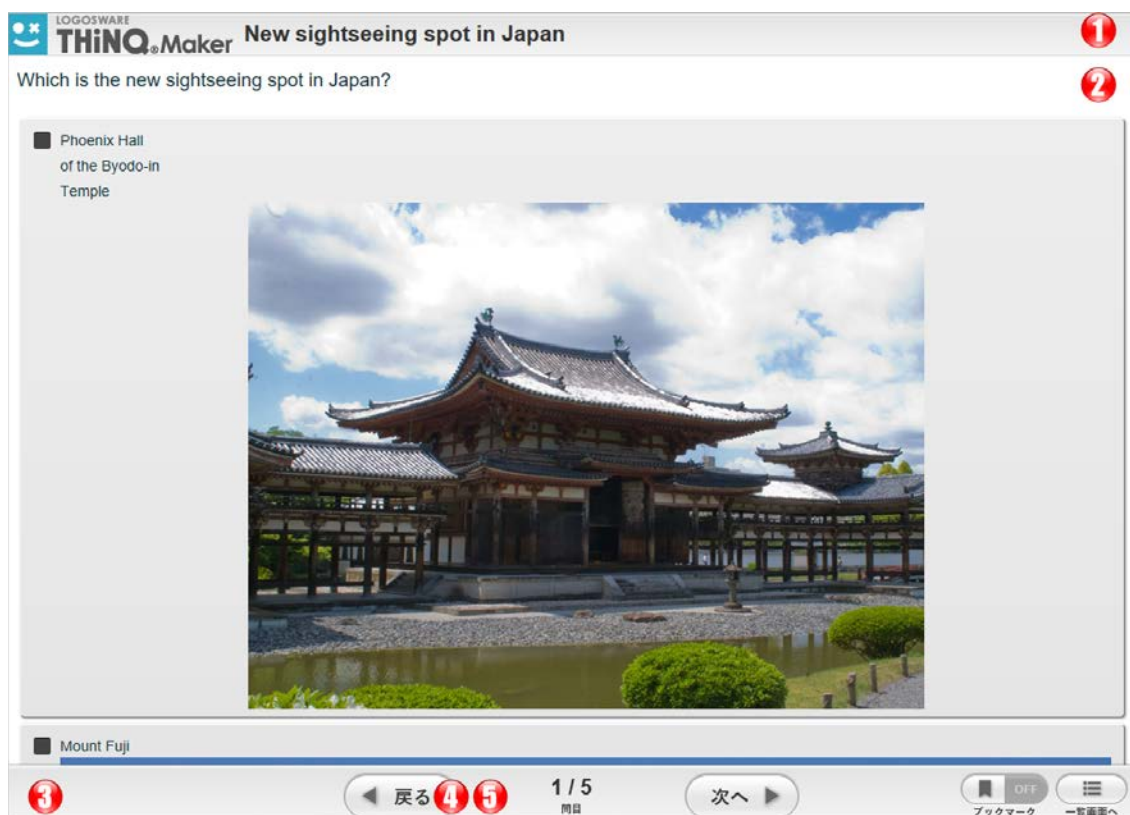 LOGOSWARE
THiNQ®Maker
New sightseeing spot in Japan
1
Which is the new sightseeing spot in Japan?
2
Phoenix Hall
of the Byodo-in
Temple
Mount Fuji
3
戻る
4
5
1 / 5
問目
次へ
OFF
ブックマーク
一覧画面へ